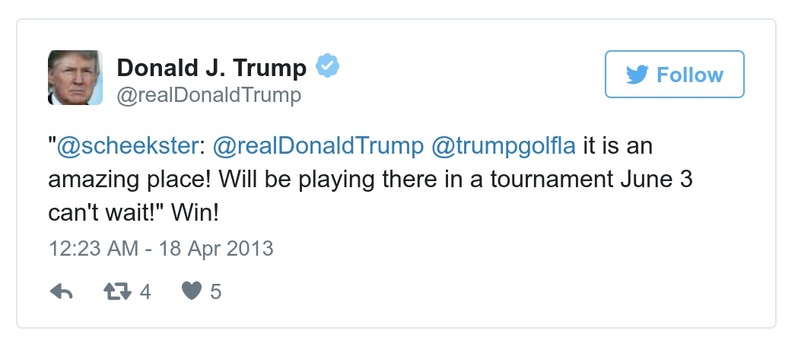 Donald J. Trump
@realDonaldTrump
Follow
"@scheekster: @realDonaldTrump @trumpgolfla it is an
amazing place! Will be playing there in a tournament June 3
can't wait!" Win!
12:23 AM - 18 Apr 2013
4
5